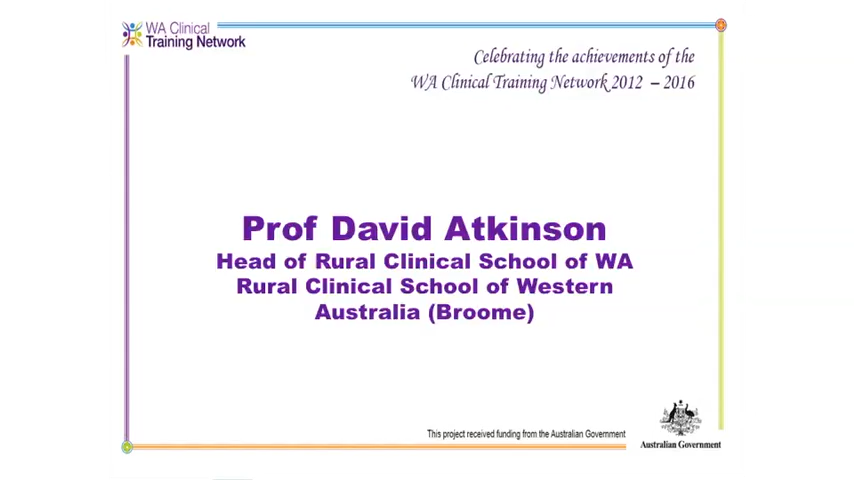 WA Clinical
Training Network
Celebrating the achievements of the
WA Clinical Training Network 2012 – 2016
Prof David Atkinson
Head of Rural Clinical School of WA
Rural Clinical School of Western
Australia (Broome)
This project received funding from the Australian Government
Australian Government